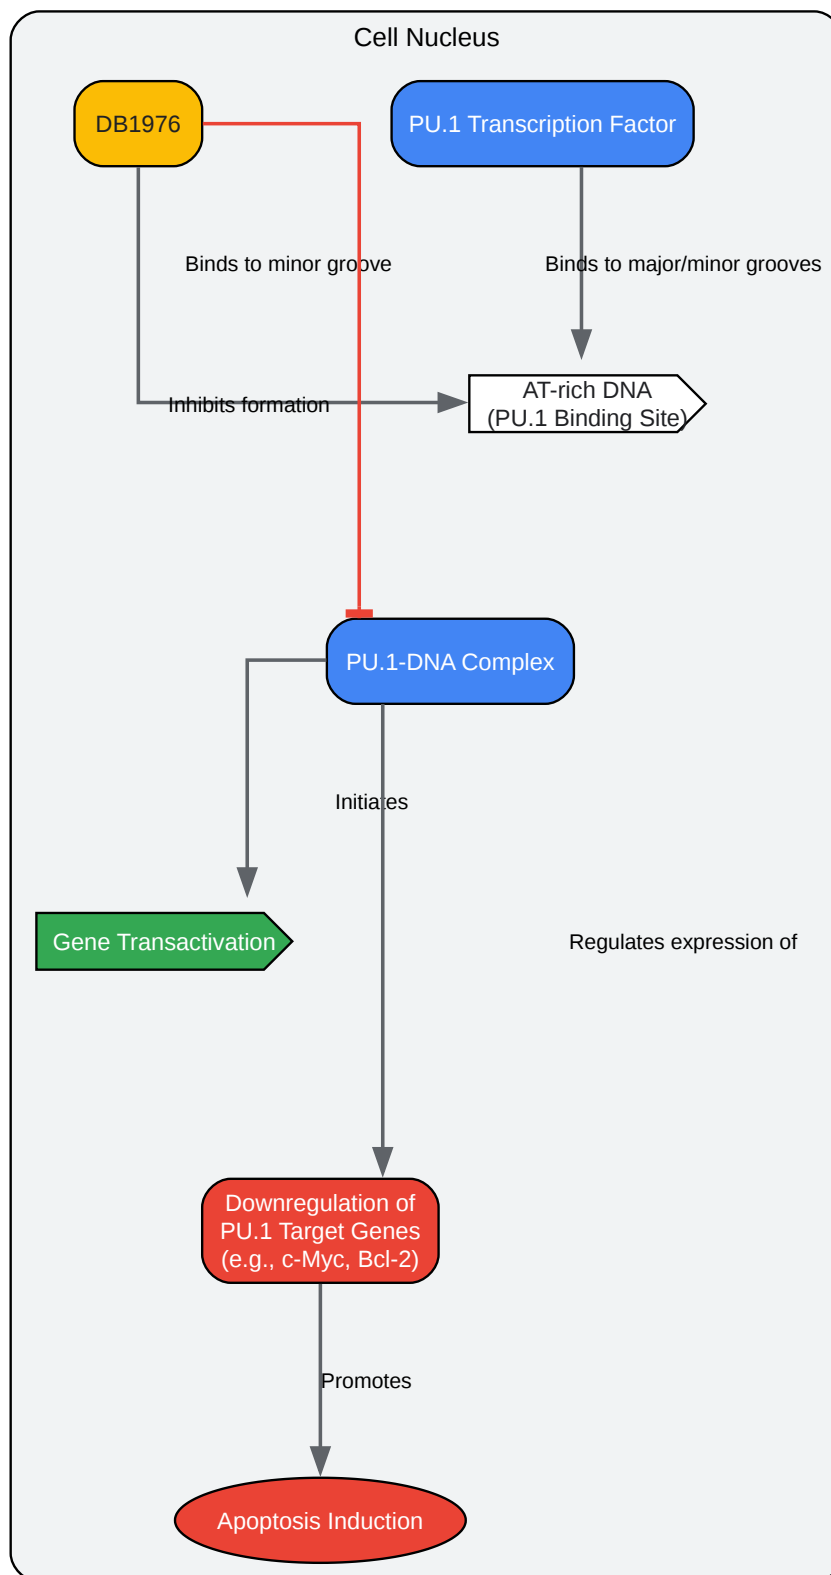 Cell Nucleus
DB1976
PU.1 Transcription Factor
Binds to minor groove
Binds to major/minor grooves
AT-rich DNA
(PU.1 Binding Site)
Inhibits formation
PU.1-DNA Complex
Initiates
Gene Transactivation
Regulates expression of
Downregulation of
PU.1 Target Genes
(e.g., c-Myc, Bcl-2)
Promotes
Apoptosis Induction